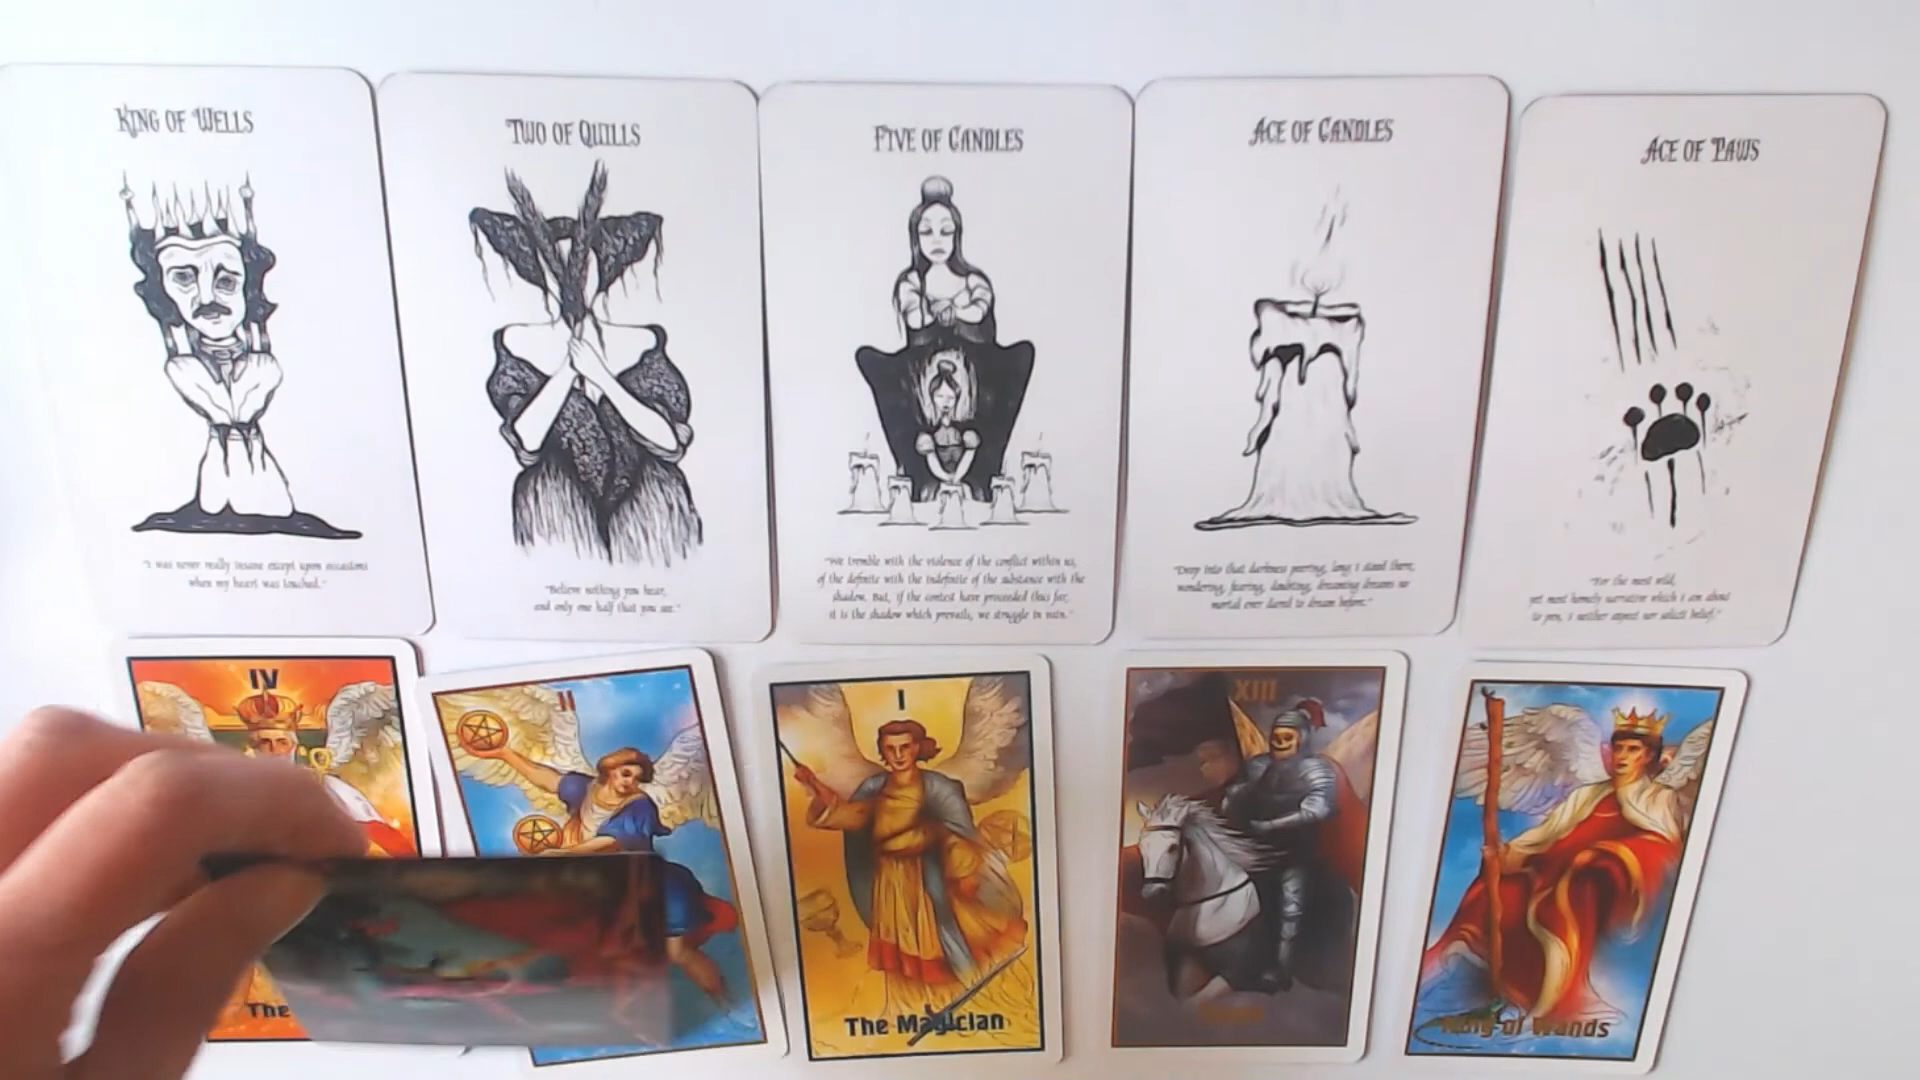 KING OF WELLS
"I was never really insane except upon occasions
when my heart was touched."
TWO OF QUILLS
"Believe nothing you hear,
and only one half that you see."
FIVE OF CANDLES
"We tremble with the violence of the conflict within us,
of the definite with the indefinite of the substance with the
shadow. But, if the contest have proceeded thus far,
it is the shadow which prevails, we struggle in vain."
ACE OF CANDLES
"Deep into that darkness peering, long I stood there,
wondering, fearing, doubting, dreaming dreams no
mortal ever dared to dream before."
ACE OF PAWS
"For the most wild,
yet most homely narrative which I am about
to pen, I neither expect nor solicit belief."
IV
The
II
I
The Magician
XIII
King of Wands